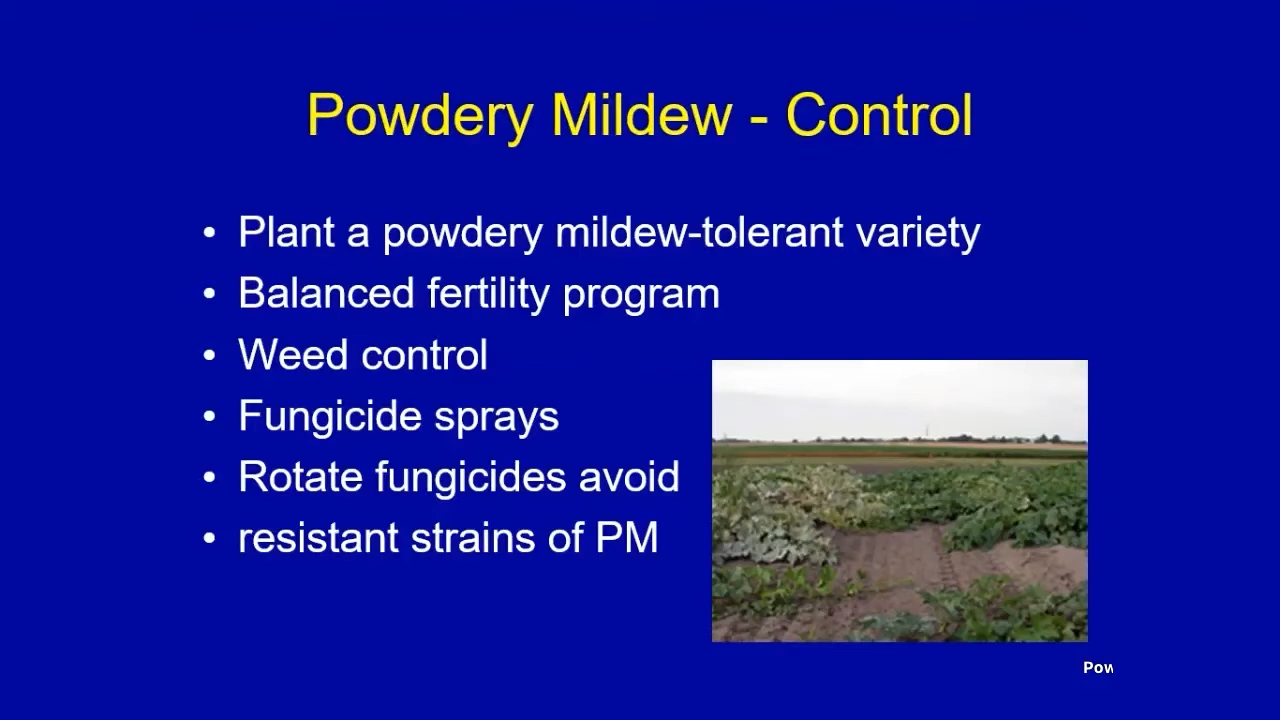 Powdery Mildew - Control
• Plant a powdery mildew-tolerant variety
• Balanced fertility program
• Weed control
• Fungicide sprays
• Rotate fungicides avoid
• resistant strains of PM
Pow